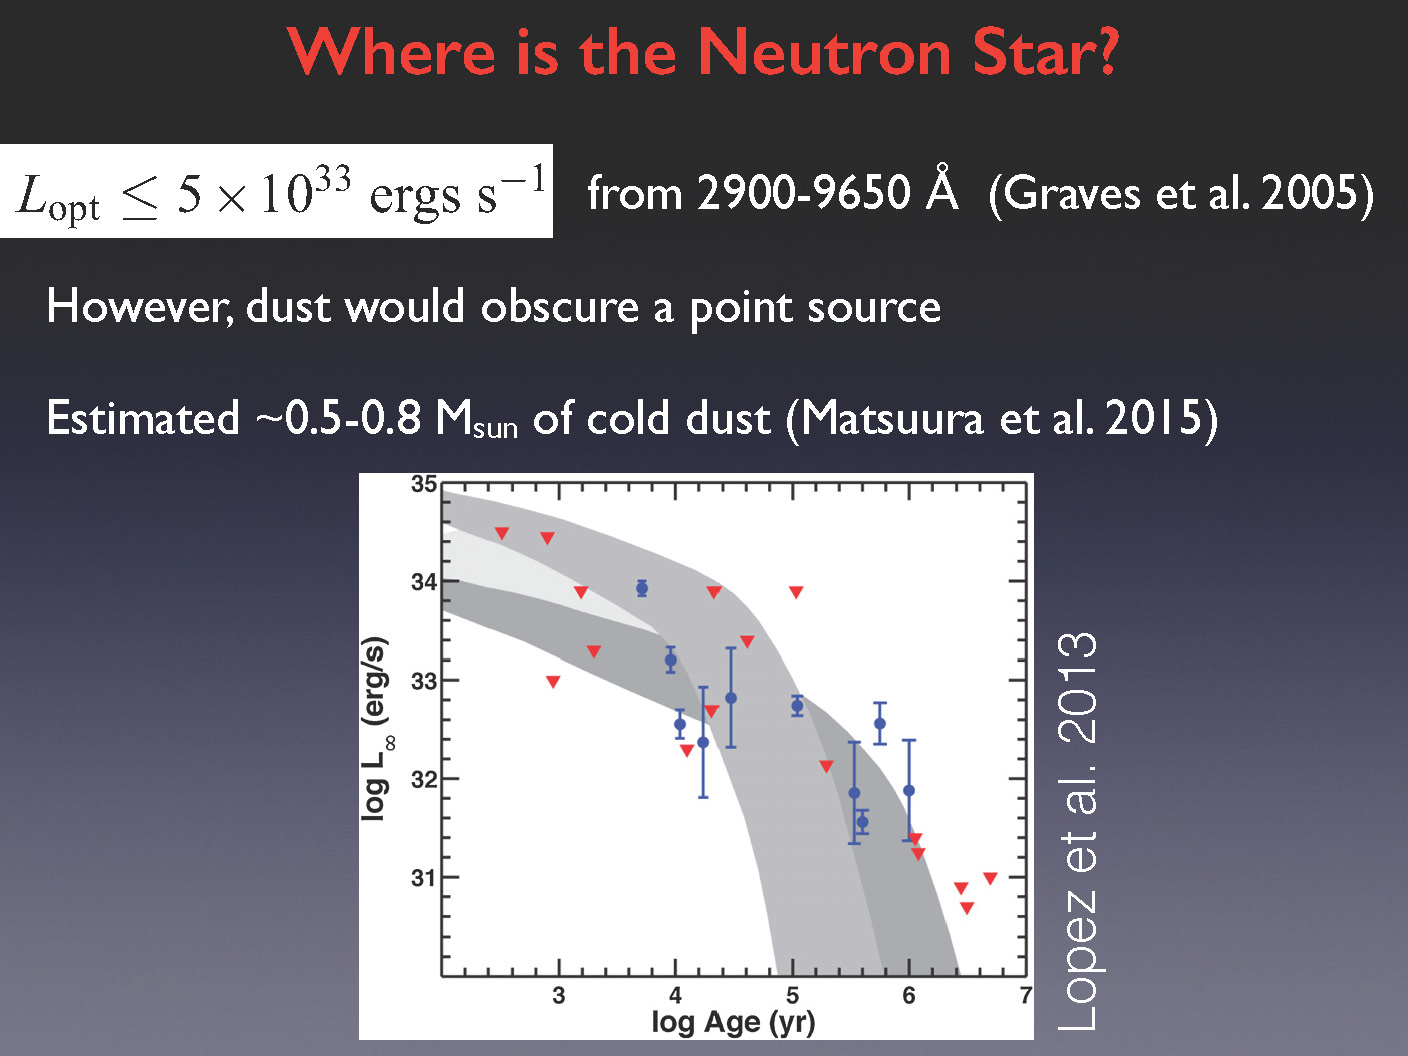 Where is the Neutron Star?
L_opt ≤ 5 × 10^33 ergs s^−1 from 2900-9650 Å (Graves et al. 2005)
However, dust would obscure a point source
Estimated ~0.5-0.8 M_sun of cold dust (Matsuura et al. 2015)
35
34
33
32
31
log L_∞ (erg/s)
3 4 5 6 7
log Age (yr)
Lopez et al. 2013